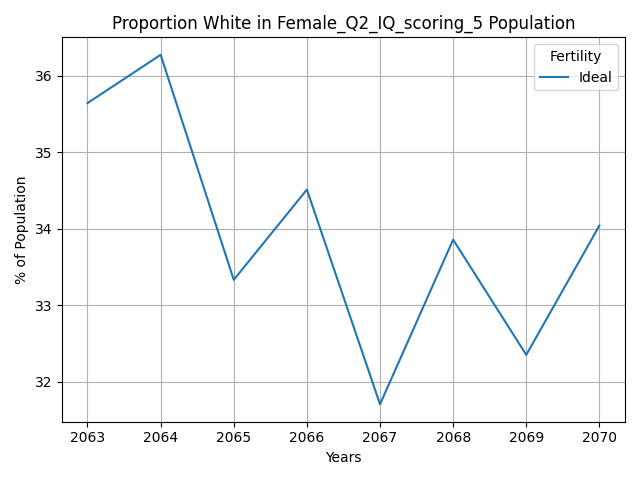 Proportion White in Female_Q2_IQ_scoring_5 Population
Fertility
Ideal
% of Population
36
35
34
33
32
2063 2064 2065 2066 2067 2068 2069 2070
Years